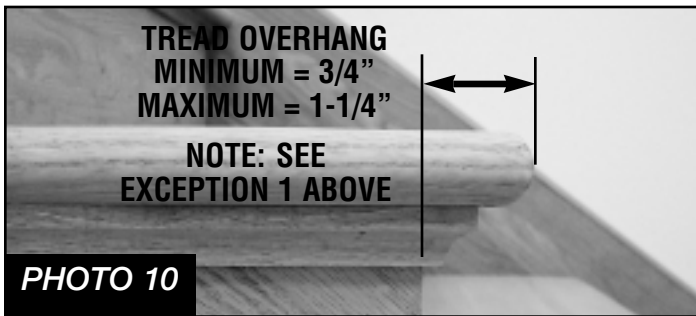 TREAD OVERHANG
MINIMUM = 3/4”
MAXIMUM = 1-1/4”
NOTE: SEE
EXCEPTION 1 ABOVE
PHOTO 10